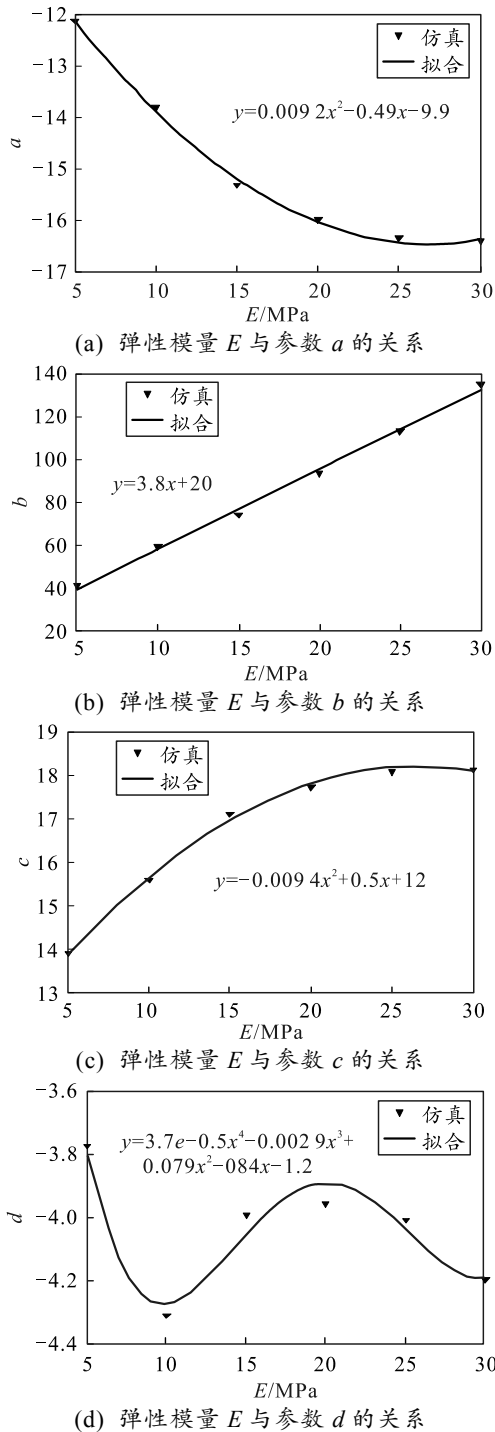 −12
−13
−14
−15
−16
−17
a
仿真
拟合
y=0.009 2x²−0.49x−9.9
5 10 15 20 25 30
E/MPa
(a) 弹性模量 E 与参数 a 的关系
140
120
100
80
60
40
20
b
仿真
拟合
y=3.8x+20
5 10 15 20 25 30
E/MPa
(b) 弹性模量 E 与参数 b 的关系
19
18
17
16
15
14
13
c
仿真
拟合
y=−0.009 4x²+0.5x+12
5 10 15 20 25 30
E/MPa
(c) 弹性模量 E 与参数 c 的关系
−3.6
−3.8
−4.0
−4.2
−4.4
d
仿真
拟合
y=3.7e−0.5x⁴−0.002 9x³+
0.079x²−084x−1.2
5 10 15 20 25 30
E/MPa
(d) 弹性模量 E 与参数 d 的关系